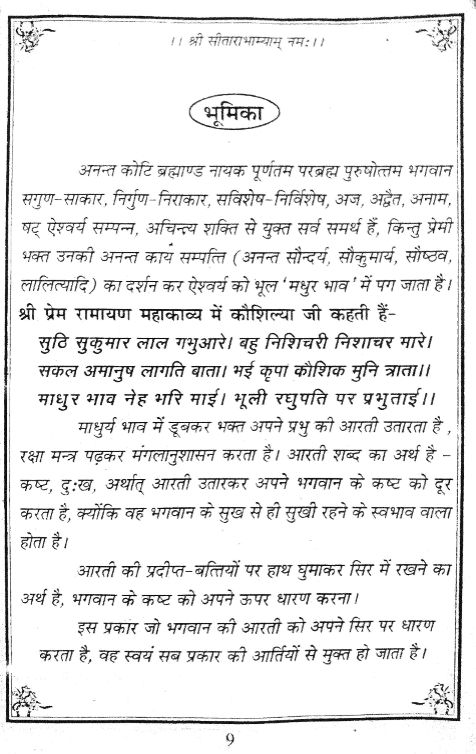 ।। श्री सीताराभाम्याम् नमः।।
भूमिका
अनन्त कोटि ब्रह्माण्ड नायक पूर्णतम परब्रह्म पुरुषोत्तम भगवान
सगुण-साकार, निर्गुण-निराकार, सविशेष-निर्विशेष, अज, अद्वैत, अनाम,
षट् ऐश्वर्य सम्पन्न, अचिन्त्य शक्ति से युक्त सर्व समर्थ हैं, किन्तु प्रेमी
भक्त उनकी अनन्त काय सम्पत्ति (अनन्त सौन्दर्य, सौकुमार्य, सौष्ठव,
लालित्यादि) का दर्शन कर ऐश्वर्य को भूल 'मधुर भाव' में पग जाता है।
श्री प्रेम रामायण महाकाव्य में कौशिल्या जी कहती हैं-
सुठि सुकुमार लाल गभुआरे। बहु निशिचरी निशाचर मारे।
सकल अमानुष लागति बाता। भई कृपा कौशिक मुनि त्राता।।
माधुर भाव नेह भरि माई। भूली रघुपति पर प्रभुताई।।
माधुर्य भाव में डूबकर भक्त अपने प्रभु की आरती उतारता है ,
रक्षा मन्त्र पढ़कर मंगलानुशासन करता है। आरती शब्द का अर्थ है -
कष्ट, दुःख, अर्थात् आरती उतारकर अपने भगवान के कष्ट को दूर
करता है, क्योंकि वह भगवान के सुख से ही सुखी रहने के स्वभाव वाला
होता है।
आरती की प्रदीप्त-बत्तियों पर हाथ घुमाकर सिर में रखने का
अर्थ है, भगवान के कष्ट को अपने ऊपर धारण करना।
इस प्रकार जो भगवान की आरती को अपने सिर पर धारण
करता है, वह स्वयं सब प्रकार की आर्तियों से मुक्त हो जाता है।
9